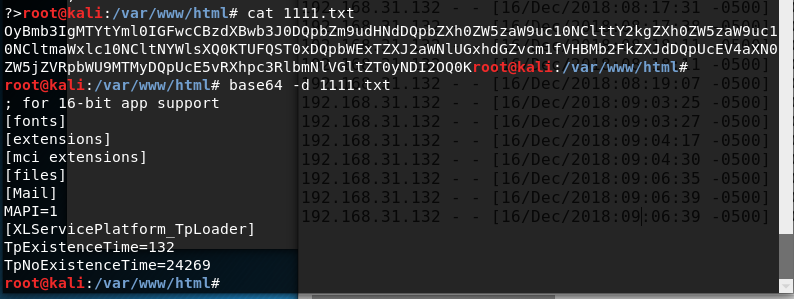 ?>root@kali:/var/www/html# cat 1111.txt
OyBmb3IgMTYtYml0IGFwcCBzdXBwb3J0DQpbZm9udHNdDQpbZXh0ZW5zaW9uc10NClttY2kgZXh0ZW5zaW9uc1
0NCltmaWxlc10NCltNYWlsXQ0KTUFQST0xDQpbWExTZXJ2aWNlUGxhdGZvcm1fVHBMb2FkZXJdDQpUcEV4aXN0
ZW5jZVRpbWU9MTMyDQpUcE5vRXhpc3RlbmNlVGltZT0yNDI2OQ0Kroot@kali:/var/www/html#
root@kali:/var/www/html# base64 -d 1111.txt
; for 16-bit app support
[fonts]
[extensions]
[mci extensions]
[files]
[Mail]
MAPI=1
[XLServicePlatform_TpLoader]
TpExistenceTime=132
TpNoExistenceTime=24269
root@kali:/var/www/html#
[16/Dec/2018:08:17:31 -0500]
192.168.31.132 - - [16/Dec/2018:08:19:07 -0500]
192.168.31.132 - - [16/Dec/2018:09:03:25 -0500]
192.168.31.132 - - [16/Dec/2018:09:03:27 -0500]
192.168.31.132 - - [16/Dec/2018:09:04:17 -0500]
192.168.31.132 - - [16/Dec/2018:09:04:30 -0500]
192.168.31.132 - - [16/Dec/2018:09:06:35 -0500]
192.168.31.132 - - [16/Dec/2018:09:06:39 -0500]
192.168.31.132 - - [16/Dec/2018:09:06:39 -0500]